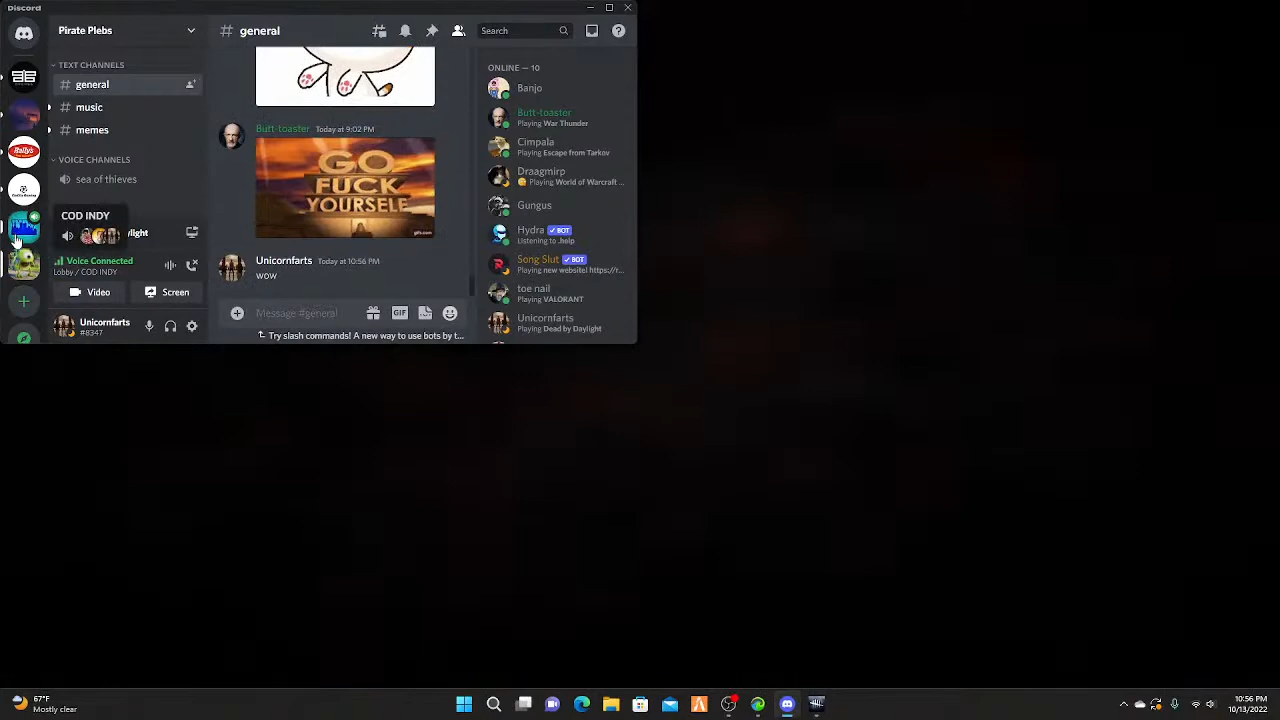 Discord
Pirate Plebs
general
Search
TEXT CHANNELS
general
music
memes
VOICE CHANNELS
sea of thieves
COD INDY
light
Voice Connected
Lobby / COD INDY
Video
Screen
Unicornfarts
#8347
Rally's
Butt-toaster Today at 9:02 PM
GO
FUCK
YOURSELF
gifs.com
Unicornfarts Today at 10:56 PM
wow
Message #general
GIF
Try slash commands! A new way to use bots by t...
ONLINE — 10
Banjo
Butt-toaster
Playing War Thunder
Cimpala
Playing Escape from Tarkov
Draagmirp
Playing World of Warcraft ...
Gungus
Hydra ✓ BOT
Listening to .help
Song Slut ✓ BOT
Playing new website! https://r...
toe nail
Playing VALORANT
Unicornfarts
Playing Dead by Daylight
67°F
Mostly clear
10:56 PM
10/13/2022